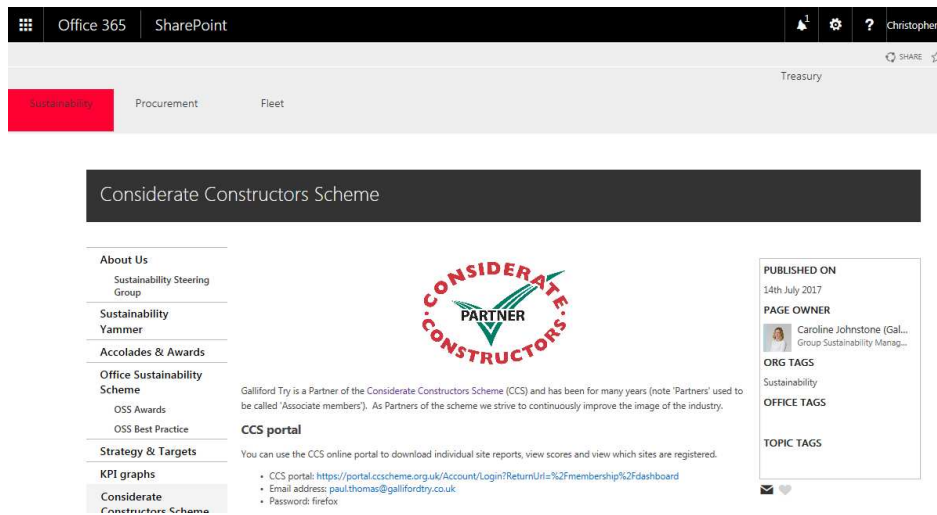 Office 365 SharePoint 1 ? Christopher
SHARE
Treasury
Sustainability Procurement Fleet
Considerate Constructors Scheme
About Us
Sustainability Steering
Group
Sustainability
Yammer
Accolades & Awards
Office Sustainability
Scheme
OSS Awards
OSS Best Practice
Strategy & Targets
KPI graphs
Considerate
Constructors Scheme
CONSIDERATE
PARTNER
CONSTRUCTORS
Galliford Try is a Partner of the Considerate Constructors Scheme (CCS) and has been for many years (note 'Partners' used to
be called 'Associate members'). As Partners of the scheme we strive to continuously improve the image of the industry.
CCS portal
You can use the CCS online portal to download individual site reports, view scores and view which sites are registered.
• CCS portal: https://portal.ccscheme.org.uk/Account/Login?ReturnUrl=%2Fmembership%2Fdashboard
• Email address: paul.thomas@gallifordtry.co.uk
• Password: firefox
PUBLISHED ON
14th July 2017
PAGE OWNER
Caroline Johnstone (Gal...
Group Sustainability Manag...
ORG TAGS
Sustainability
OFFICE TAGS
TOPIC TAGS